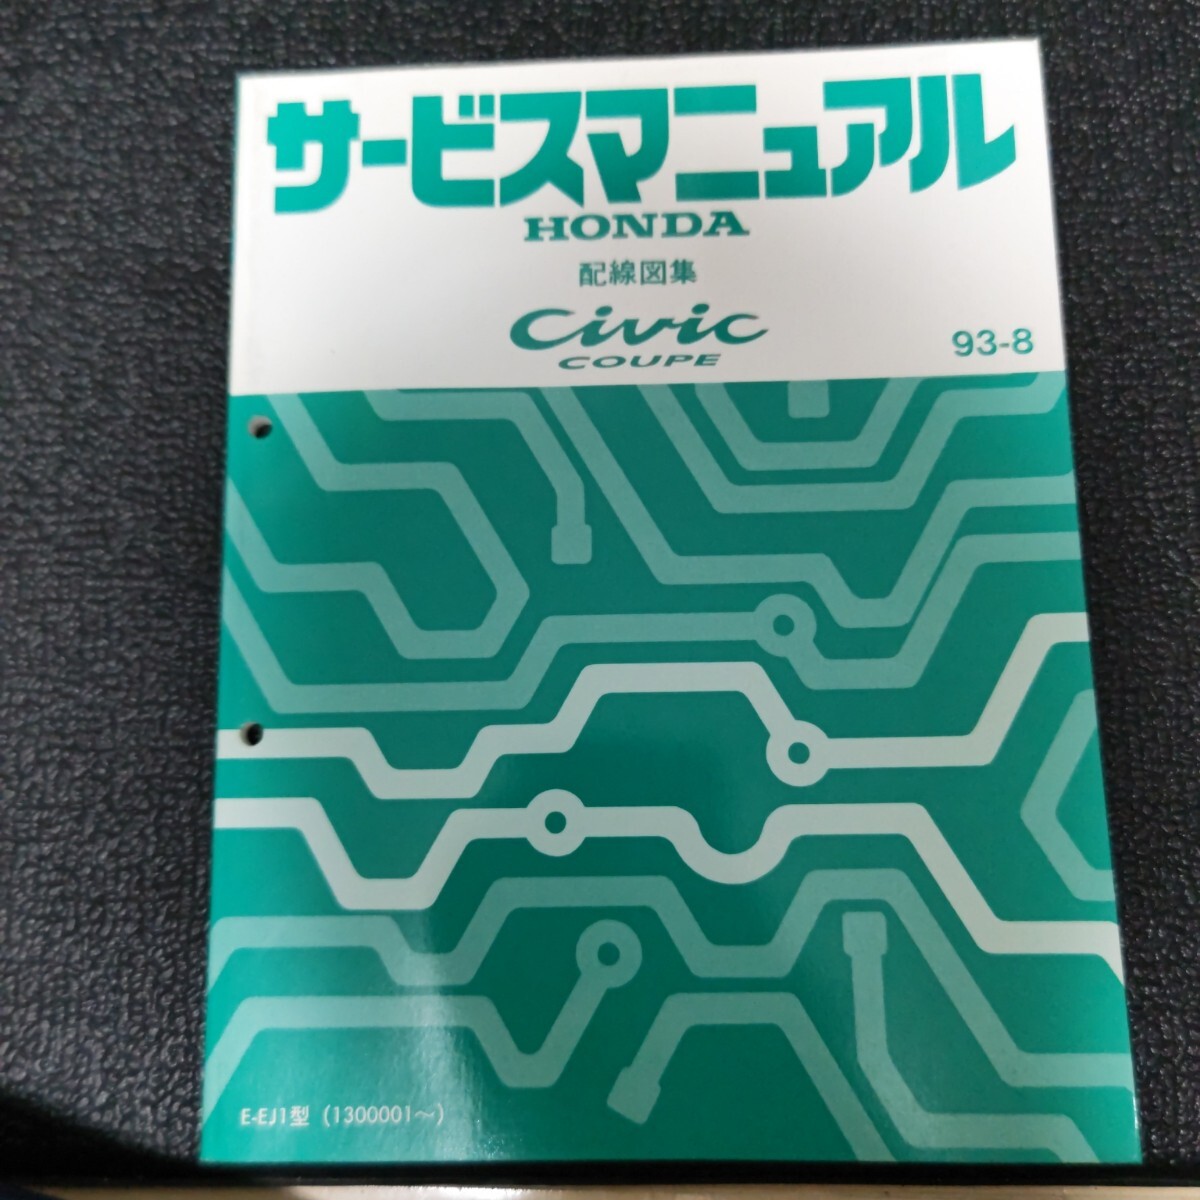 サービスマニュアル
HONDA
配線図集
Civic
COUPE
93-8
E-EJ1型 (1300001～)